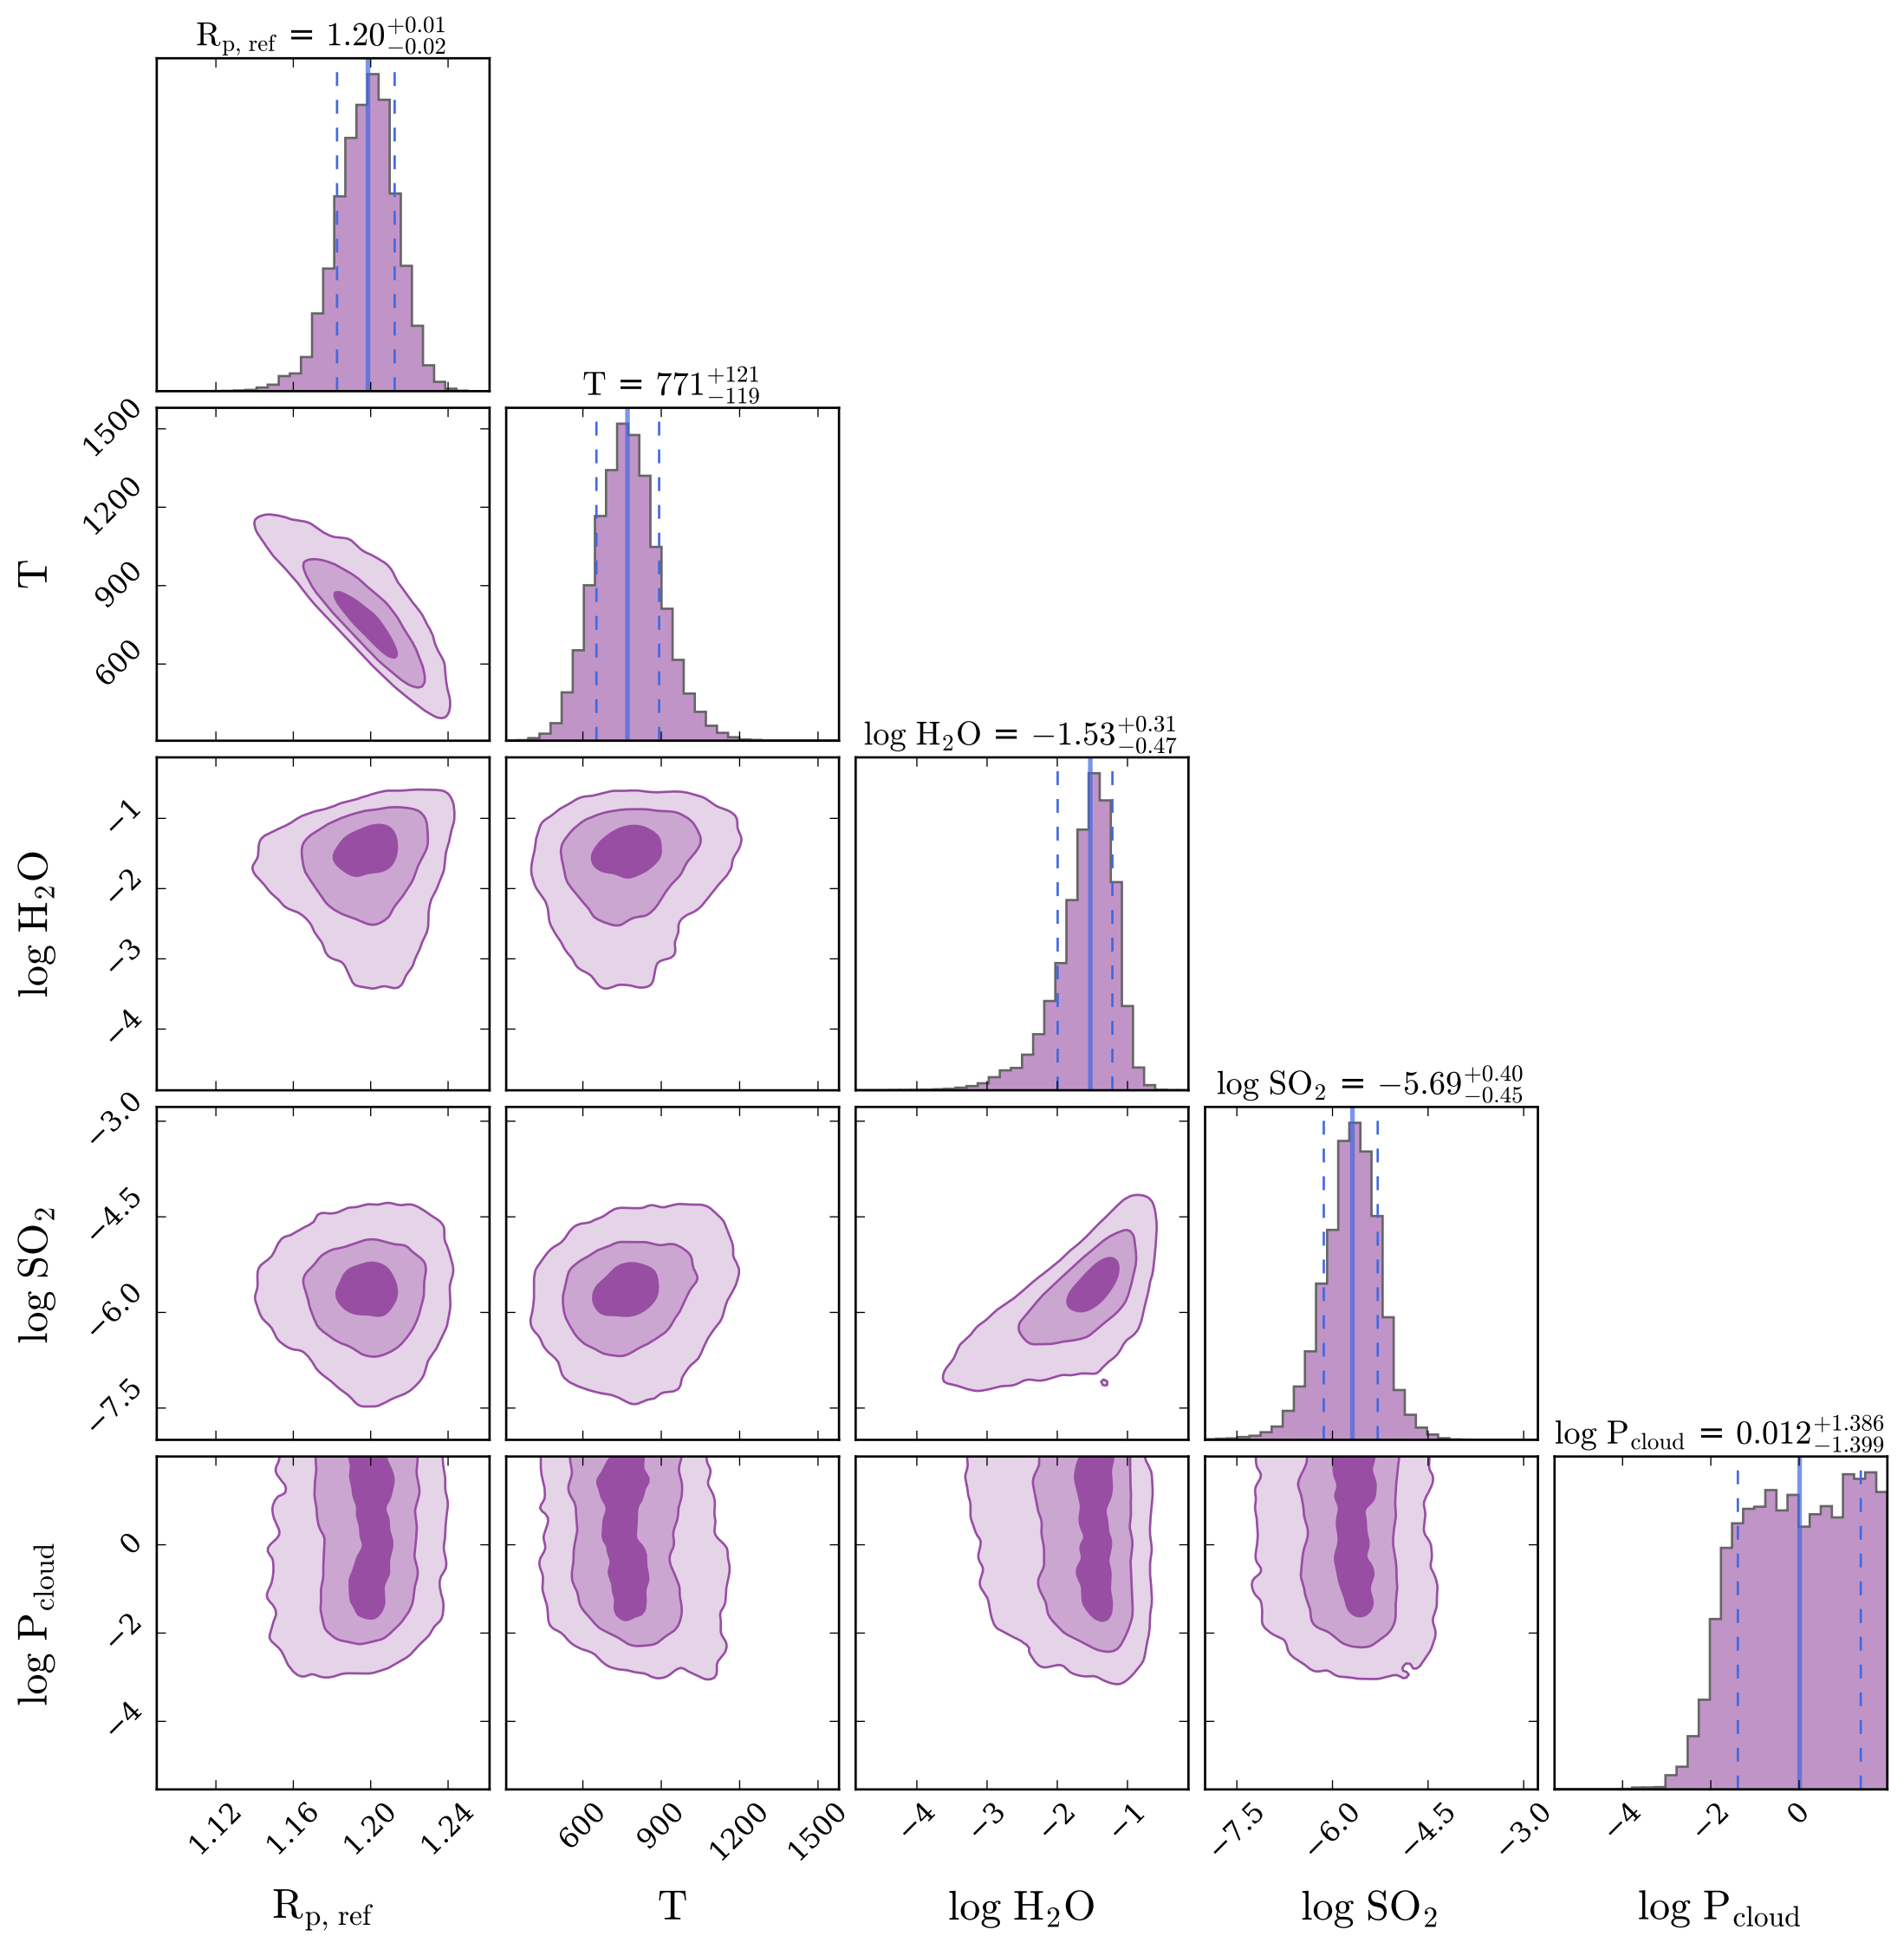 R_p, ref = 1.20^{+0.01}_{−0.02}
T = 771^{+121}_{−119}
log H₂O = −1.53^{+0.31}_{−0.47}
log SO₂ = −5.69^{+0.40}_{−0.45}
log P_cloud = 0.012^{+1.386}_{−1.399}
T
1500
1200
900
600
log H₂O
−1
−2
−3
−4
log SO₂
−3.0
−4.5
−6.0
−7.5
log P_cloud
0
−2
−4
1.12 1.16 1.20 1.24
600 900 1200 1500
−4 −3 −2 −1
−7.5 −6.0 −4.5 −3.0
−4 −2 0
R_p, ref
T
log H₂O
log SO₂
log P_cloud